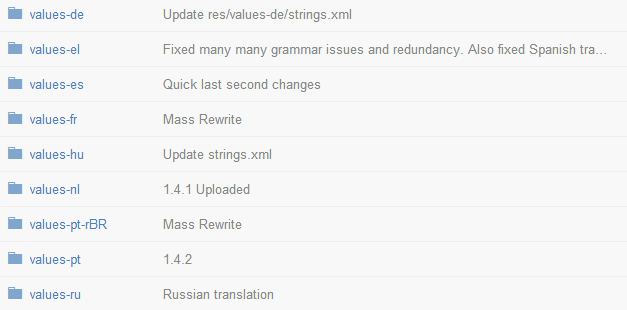 values-de Update res/values-de/strings.xml
values-el Fixed many many grammar issues and redundancy. Also fixed Spanish tra...
values-es Quick last second changes
values-fr Mass Rewrite
values-hu Update strings.xml
values-nl 1.4.1 Uploaded
values-pt-rBR Mass Rewrite
values-pt 1.4.2
values-ru Russian translation